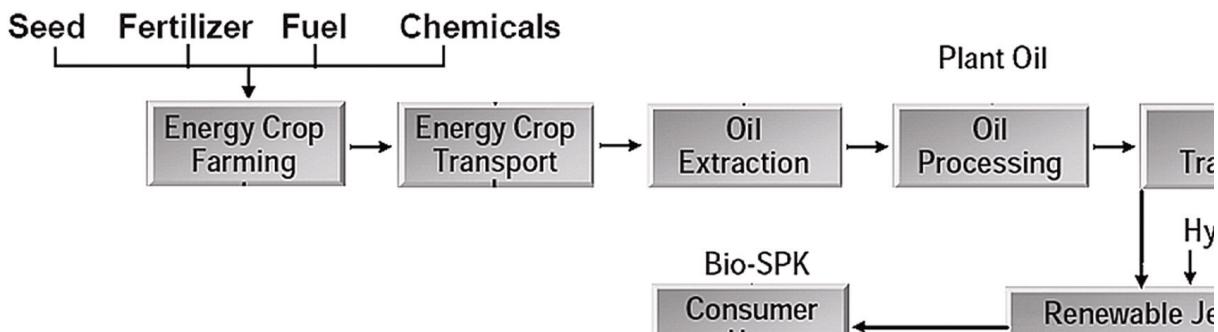 Seed Fertilizer Fuel Chemicals
Plant Oil
Energy Crop
Farming
Energy Crop
Transport
Oil
Extraction
Oil
Processing
Bio-SPK
Consumer
Renewable